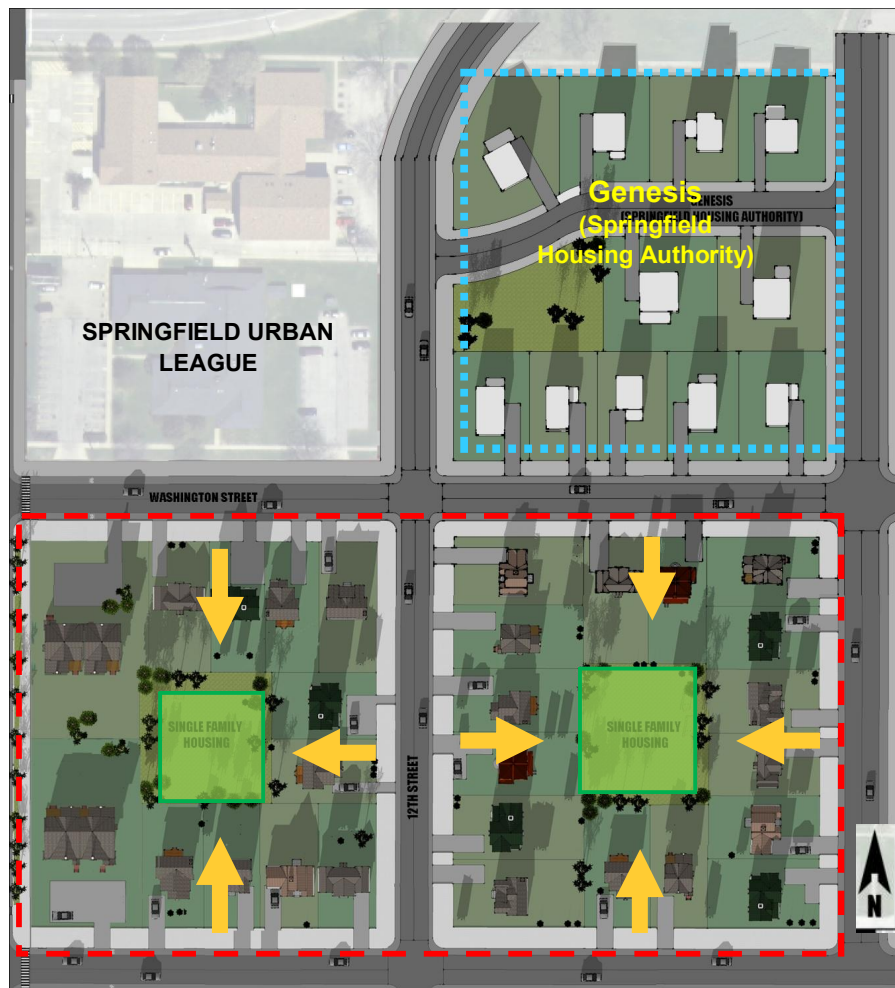 SPRINGFIELD URBAN
LEAGUE
Genesis
(Springfield
Housing Authority)
GENESIS
(SPRINGFIELD HOUSING AUTHORITY)
WASHINGTON STREET
12TH STREET
SINGLE FAMILY
HOUSING
SINGLE FAMILY
HOUSING
N